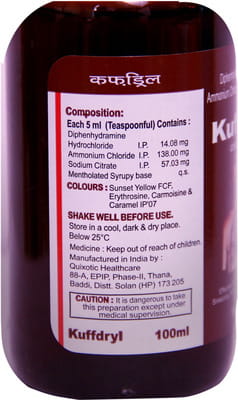 कफ़ड्रिल
Composition:
Each 5 ml (Teaspoonful) Contains :
Diphenhydramine
Hydrochloride I.P. 14.08 mg
Ammonium Chloride I.P. 138.00 mg
Sodium Citrate I.P. 57.03 mg
Mentholated Syrupy base q.s.
COLOURS : Sunset Yellow FCF,
Erythrosine, Carmoisine &
Caramel IP'07
SHAKE WELL BEFORE USE.
Store in a cool, dark & dry place.
Below 25°C
Medicine : Keep out of reach of children.
Manufactured in India by :
Quixotic Healthcare
88-A, EPIP, Phase-II, Thana,
Baddi, Distt. Solan (HP) 173 205
CAUTION : It is dangerous to take
this preparation except under
medical supervision.
Kuffdryl 100ml